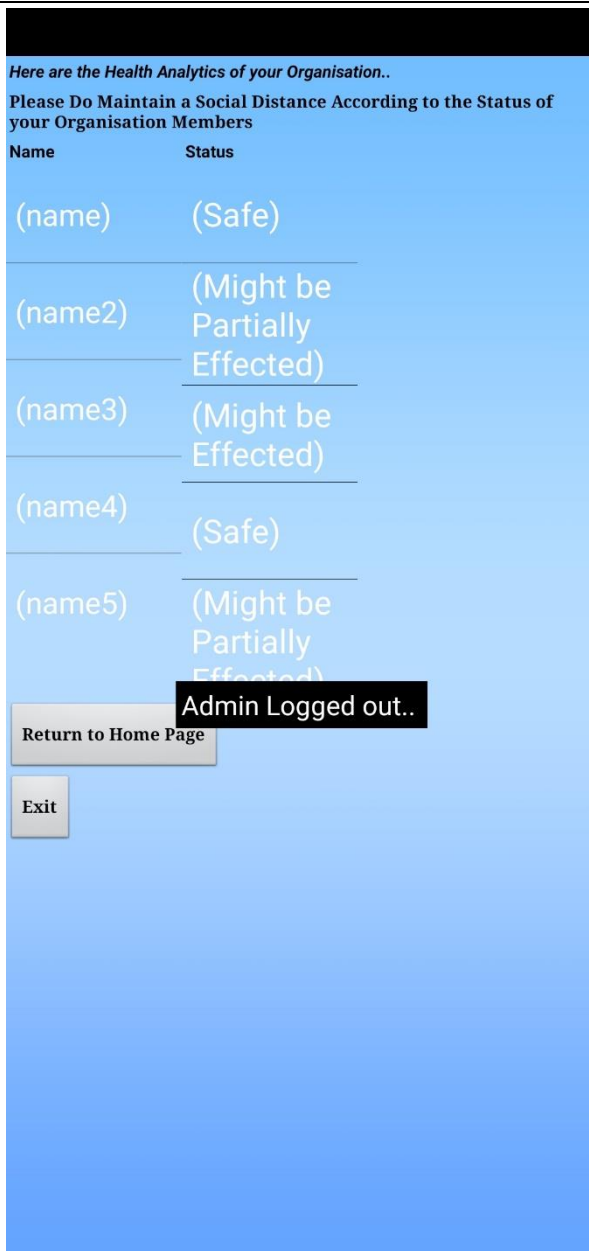 Here are the Health Analytics of your Organisation..
Please Do Maintain a Social Distance According to the Status of
your Organisation Members
Name Status
(name) (Safe)
(name2) (Might be
Partially
Effected)
(name3) (Might be
Effected)
(name4) (Safe)
(name5) (Might be
Partially
Effected)
Admin Logged out..
Return to Home Page
Exit